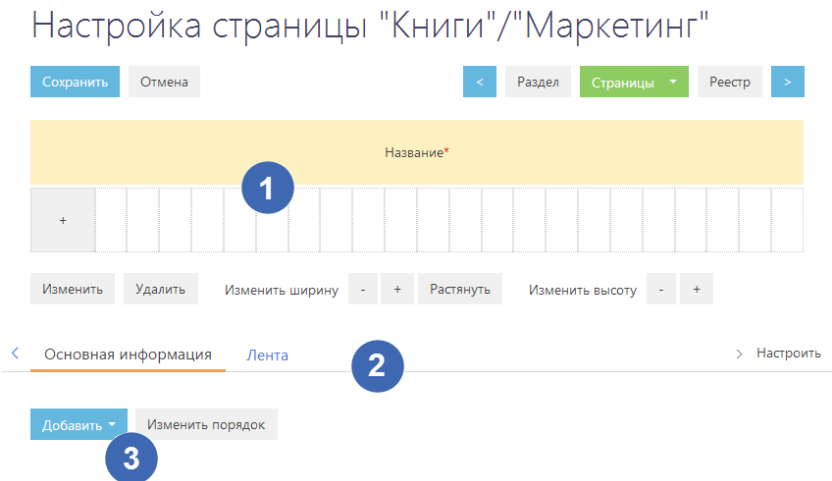 Настройка страницы "Книги"/"Маркетинг"
Сохранить Отмена < Раздел Страницы Реестр >
Название*
1
+
Изменить Удалить Изменить ширину - + Растянуть Изменить высоту - +
< Основная информация Лента 2 > Настроить
Добавить Изменить порядок
3